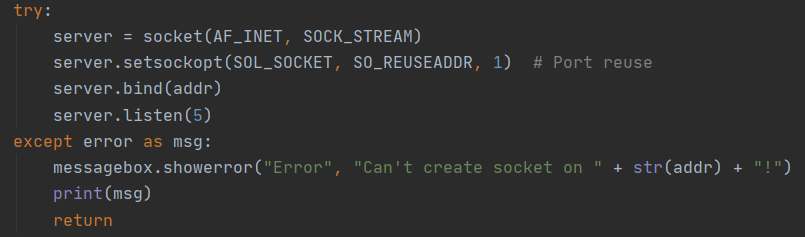 try:
    server = socket(AF_INET, SOCK_STREAM)
    server.setsockopt(SOL_SOCKET, SO_REUSEADDR, 1)  # Port reuse
    server.bind(addr)
    server.listen(5)
except error as msg:
    messagebox.showerror("Error", "Can't create socket on " + str(addr) + "!")
    print(msg)
    return